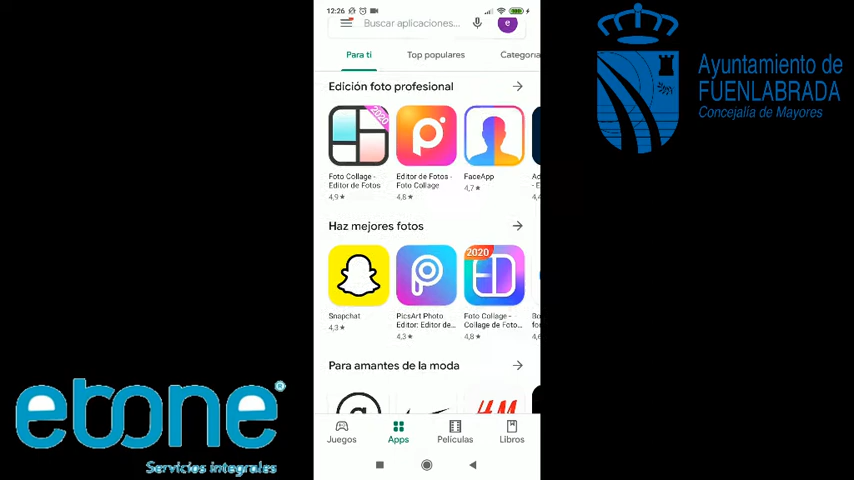 12:26
Buscar aplicaciones...
e
Para ti
Top populares
Categoría
Edición foto profesional
2020
Foto Collage -
Editor de Fotos
4,9★
Editor de Fotos -
Foto Collage
4,8★
FaceApp
4,7★
Haz mejores fotos
2020
Snapchat
4,3★
PicsArt Photo
Editor: Editor de...
4,3★
Foto Collage -
Collage de Foto...
4,8★
Para amantes de la moda
H&M
Juegos
Apps
Películas
Libros
Ayuntamiento de
FUENLABRADA
Concejalía de Mayores
ebone
Servicios integrales